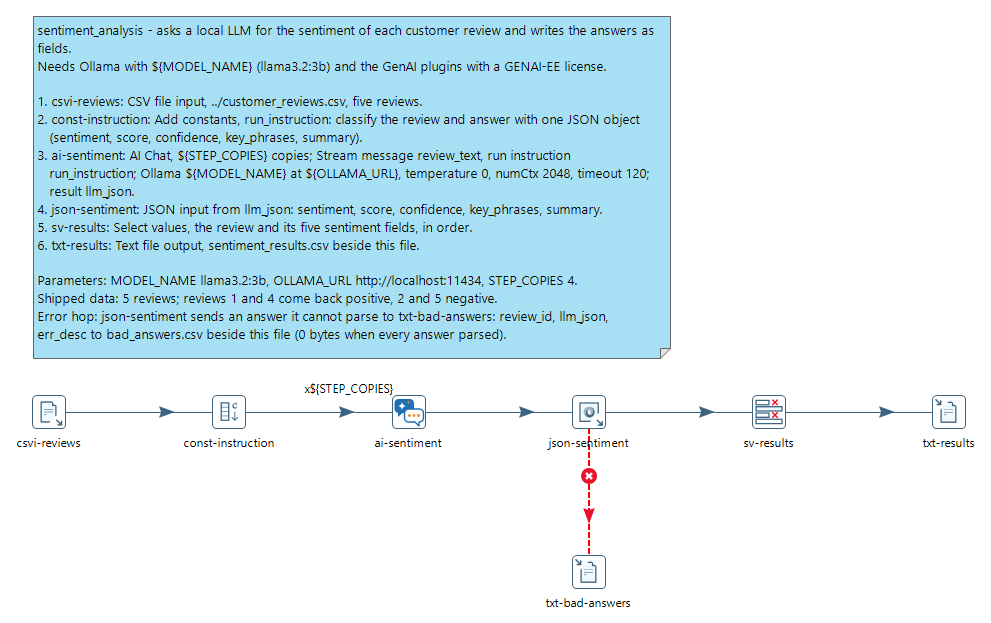 sentiment_analysis - asks a local LLM for the sentiment of each customer review and writes the answers as
fields.
Needs Ollama with ${MODEL_NAME} (llama3.2:3b) and the GenAI plugins with a GENAI-EE license.
1. csvi-reviews: CSV file input, ../customer_reviews.csv, five reviews.
2. const-instruction: Add constants, run_instruction: classify the review and answer with one JSON object
(sentiment, score, confidence, key_phrases, summary).
3. ai-sentiment: AI Chat, ${STEP_COPIES} copies; Stream message review_text, run instruction
run_instruction; Ollama ${MODEL_NAME} at ${OLLAMA_URL}, temperature 0, numCtx 2048, timeout 120;
result llm_json.
4. json-sentiment: JSON input from llm_json: sentiment, score, confidence, key_phrases, summary.
5. sv-results: Select values, the review and its five sentiment fields, in order.
6. txt-results: Text file output, sentiment_results.csv beside this file.
Parameters: MODEL_NAME llama3.2:3b, OLLAMA_URL http://localhost:11434, STEP_COPIES 4.
Shipped data: 5 reviews; reviews 1 and 4 come back positive, 2 and 5 negative.
Error hop: json-sentiment sends an answer it cannot parse to txt-bad-answers: review_id, llm_json,
err_desc to bad_answers.csv beside this file (0 bytes when every answer parsed).
x${STEP_COPIES}
csvi-reviews
const-instruction
ai-sentiment
json-sentiment
sv-results
txt-results
txt-bad-answers